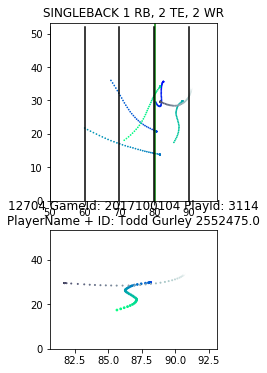 SINGLEBACK 1 RB, 2 TE, 2 WR
50
40
30
20
10
0
50 60 70 80 90
12704 GameId: 2017100104 PlayId: 3114
PlayerName + ID: Todd Gurley 2552475.0
40
20
0
82.5 85.0 87.5 90.0 92.5